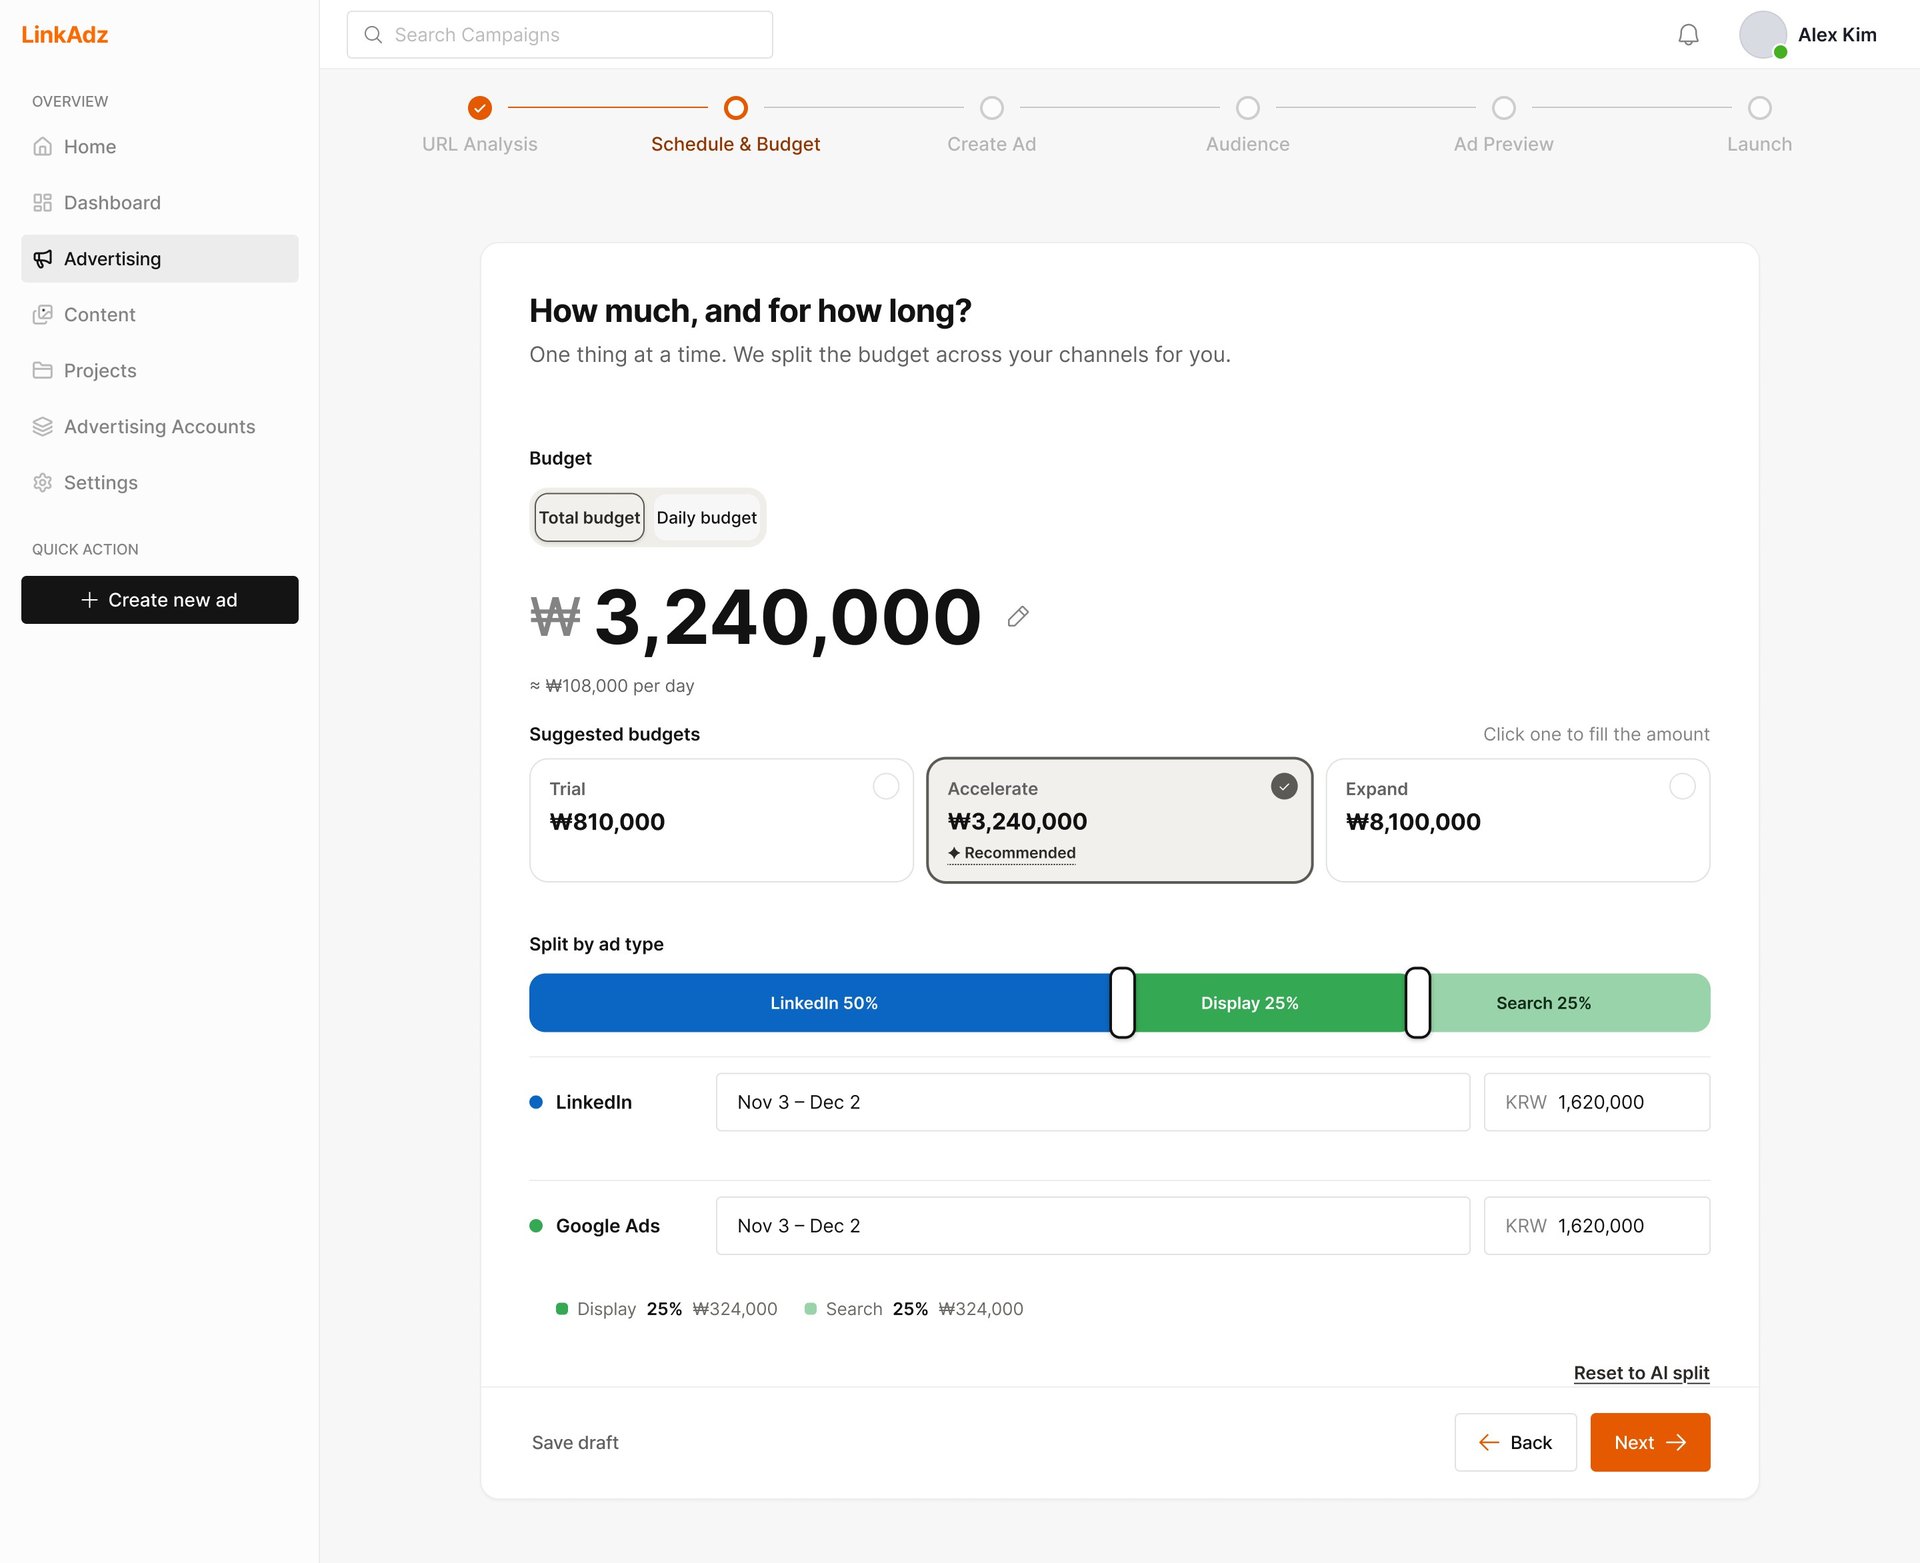 LinkAdz
Search Campaigns
Alex Kim
OVERVIEW
Home
Dashboard
Advertising
Content
Projects
Advertising Accounts
Settings
QUICK ACTION
+ Create new ad
URL Analysis
Schedule & Budget
Create Ad
Audience
Ad Preview
Launch
How much, and for how long?
One thing at a time. We split the budget across your channels for you.
Budget
Total budget
Daily budget
₩ 3,240,000
≈ ₩108,000 per day
Suggested budgets
Click one to fill the amount
Trial
₩810,000
Accelerate
₩3,240,000
✦ Recommended
Expand
₩8,100,000
Split by ad type
LinkedIn 50%
Display 25%
Search 25%
LinkedIn
Nov 3 – Dec 2
KRW 1,620,000
Google Ads
Nov 3 – Dec 2
KRW 1,620,000
Display 25% ₩324,000
Search 25% ₩324,000
Reset to AI split
Save draft
← Back
Next →